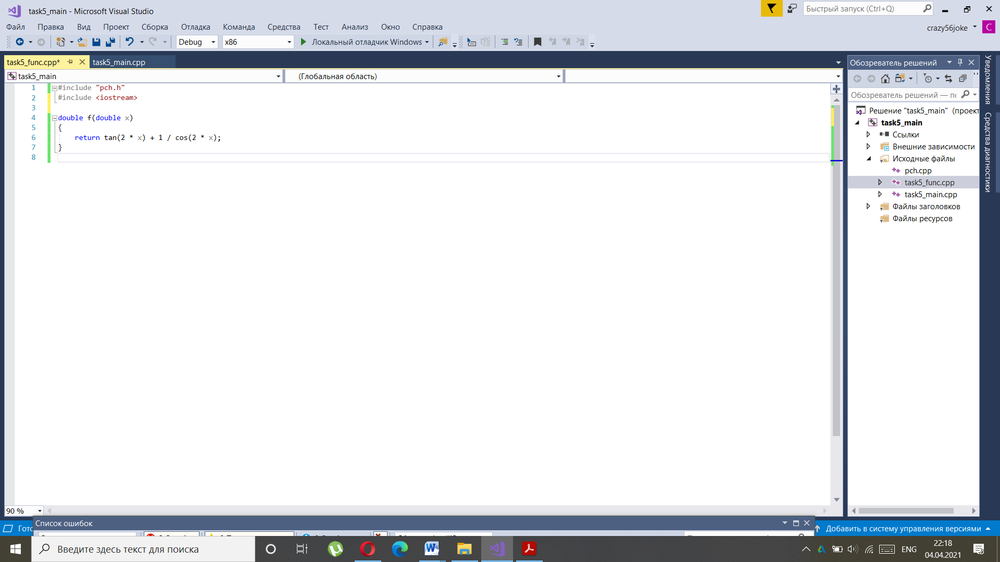 task5_main - Microsoft Visual Studio
Быстрый запуск (Ctrl+Q)
Файл Правка Вид Проект Сборка Отладка Команда Средства Тест Анализ Окно Справка
crazy56joke C
Debug x86 Локальный отладчик Windows
task5_func.cpp* task5_main.cpp
task5_main (Глобальная область)
1 #include "pch.h"
2 #include <iostream>
3
4 double f(double x)
5 {
6 return tan(2 * x) + 1 / cos(2 * x);
7 }
8
90 %
Обозреватель решений
Обозреватель решений —
Решение "task5_main"
task5_main
Ссылки
Внешние зависимости
Исходные файлы
pch.cpp
task5_func.cpp
task5_main.cpp
Файлы заголовков
Файлы ресурсов
Уведомления
Средства диагностики
Список ошибок
Добавить в систему управления версиями
Введите здесь текст для поиска
ENG
22:18
04.04.2021